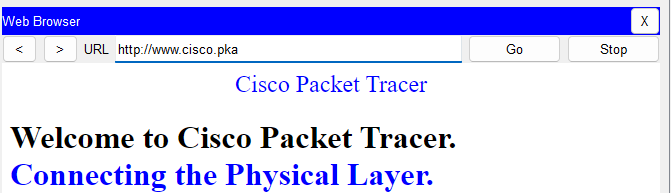 Web Browser X
< > URL http://www.cisco.pka Go Stop
Cisco Packet Tracer
Welcome to Cisco Packet Tracer.
Connecting the Physical Layer.